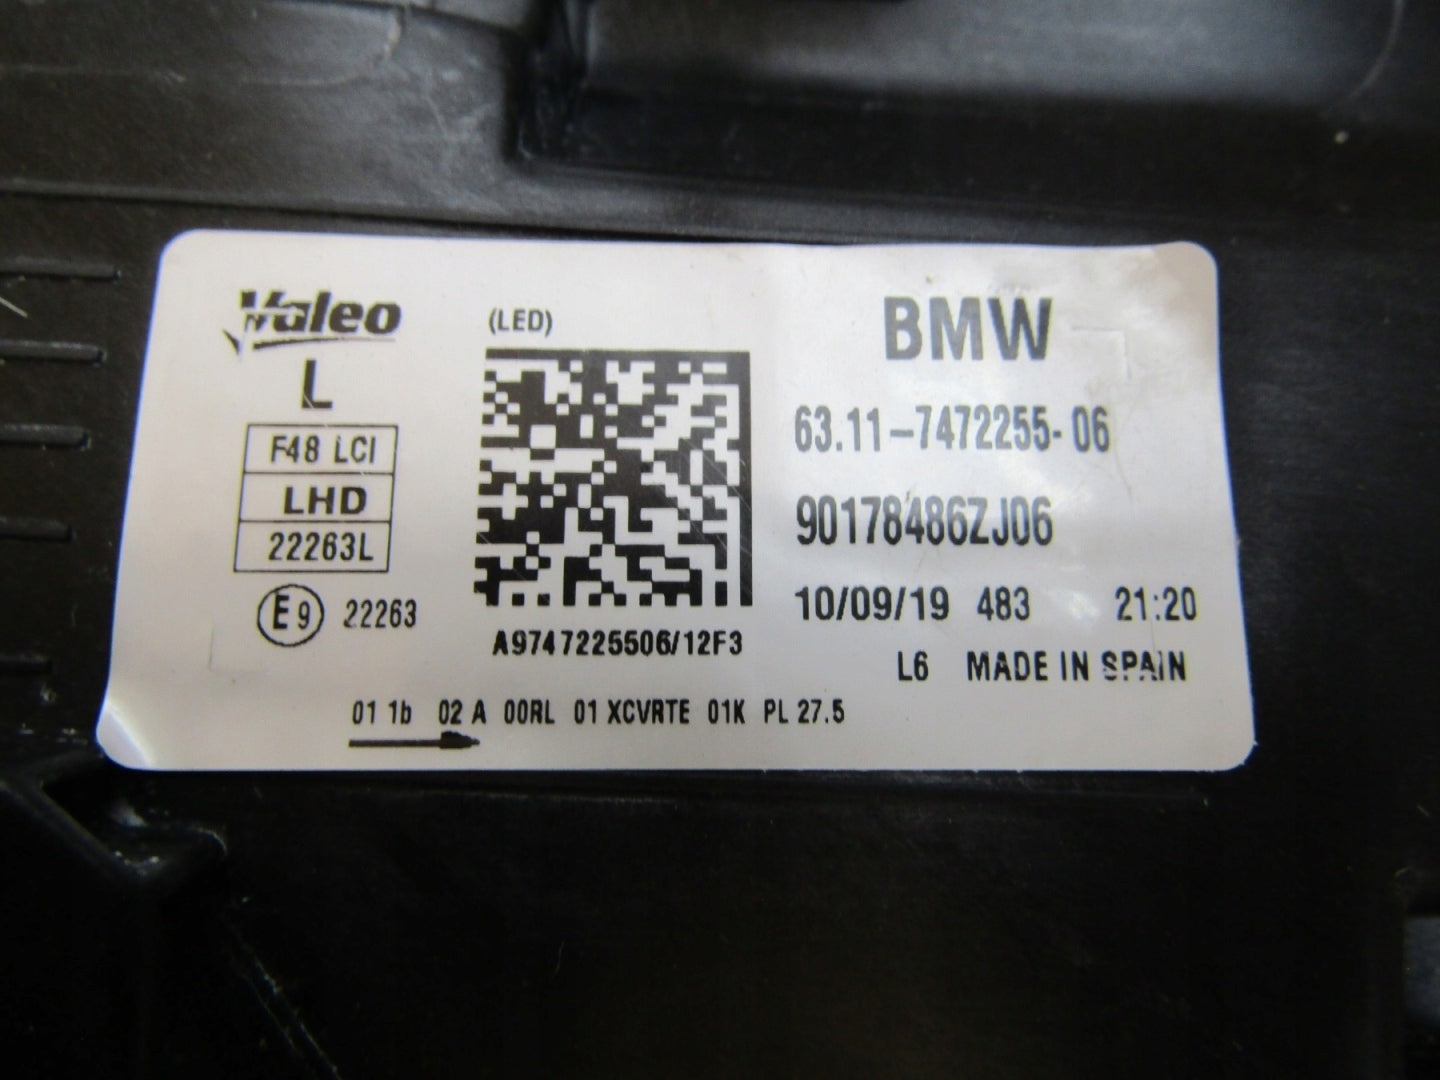 Valeo
L
F48 LCI
LHD
22263L
E9 22263
(LED)
A9747225506/12F3
BMW
63.11-7472255-06
90178486ZJ06
10/09/19 483 21:20
L6 MADE IN SPAIN
01 1b 02 A 00RL 01 XCVRTE 01K PL 27.5